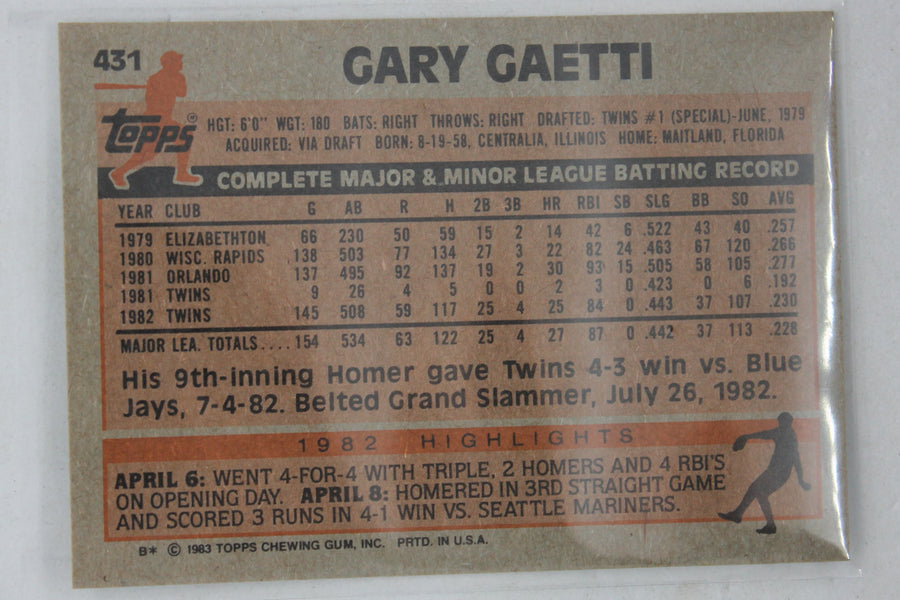 431 GARY GAETTI
Topps® HGT: 6'0" WGT: 180 BATS: RIGHT THROWS: RIGHT DRAFTED: TWINS #1 (SPECIAL)-JUNE, 1979
ACQUIRED: VIA DRAFT BORN: 8-19-58, CENTRALIA, ILLINOIS HOME: MAITLAND, FLORIDA
COMPLETE MAJOR & MINOR LEAGUE BATTING RECORD
YEAR CLUB G AB R H 2B 3B HR RBI SB SLG BB SO AVG
1979 ELIZABETHTON 66 230 50 59 15 2 14 42 6 .522 43 40 .257
1980 WISC. RAPIDS 138 503 77 134 27 3 22 82 24 .463 67 120 .266
1981 ORLANDO 137 495 92 137 19 2 30 93 15 .505 58 105 .277
1981 TWINS 9 26 4 5 0 0 2 3 0 .423 0 6 .192
1982 TWINS 145 508 59 117 25 4 25 84 0 .443 37 107 .230
MAJOR LEA. TOTALS.... 154 534 63 122 25 4 27 87 0 .442 37 113 .228
His 9th-inning Homer gave Twins 4-3 win vs. Blue
Jays, 7-4-82. Belted Grand Slammer, July 26, 1982.
1982 HIGHLIGHTS
APRIL 6: WENT 4-FOR-4 WITH TRIPLE, 2 HOMERS AND 4 RBI'S
ON OPENING DAY. APRIL 8: HOMERED IN 3RD STRAIGHT GAME
AND SCORED 3 RUNS IN 4-1 WIN VS. SEATTLE MARINERS.
B* © 1983 TOPPS CHEWING GUM, INC. PRTD. IN U.S.A.